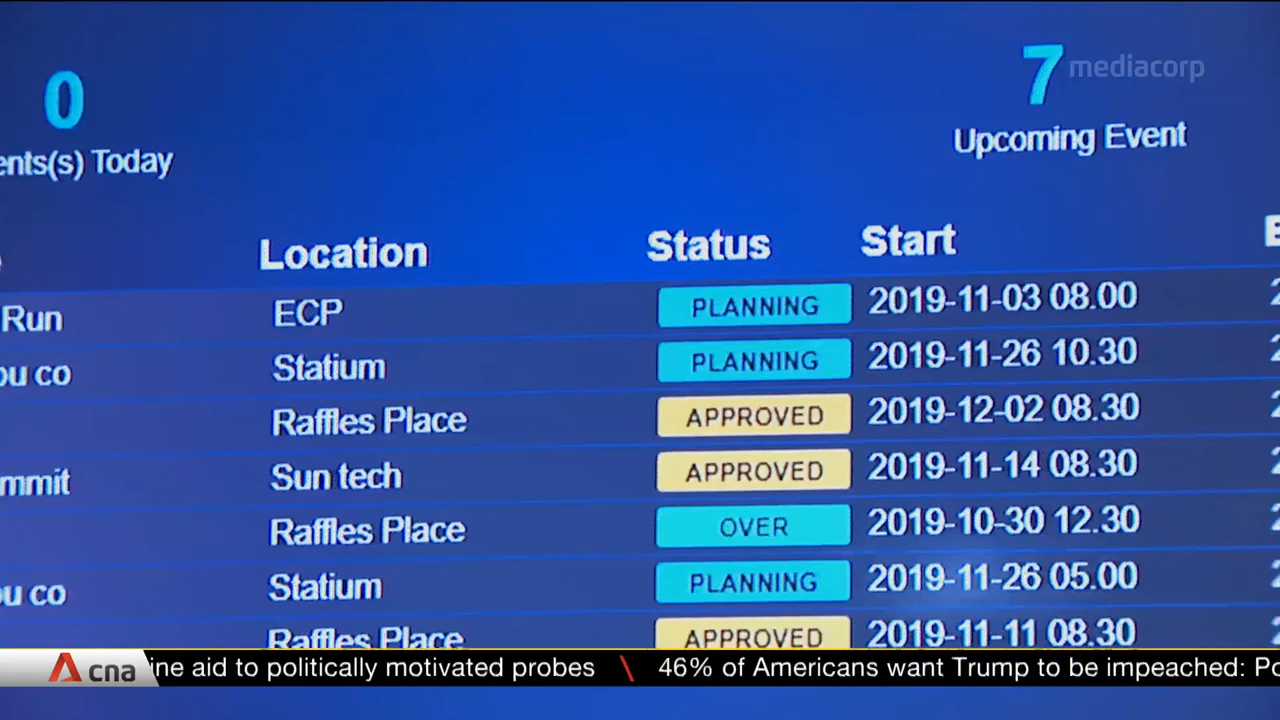 0
7
mediacorp
ents(s) Today
Upcoming Event
Location Status Start
Run ECP PLANNING 2019-11-03 08.00
ou co Statium PLANNING 2019-11-26 10.30
Raffles Place APPROVED 2019-12-02 08.30
mmit Sun tech APPROVED 2019-11-14 08.30
Raffles Place OVER 2019-10-30 12.30
ou co Statium PLANNING 2019-11-26 05.00
Raffles Place APPROVED 2019-11-11 08.30
cna ine aid to politically motivated probes \ 46% of Americans want Trump to be impeached: Po